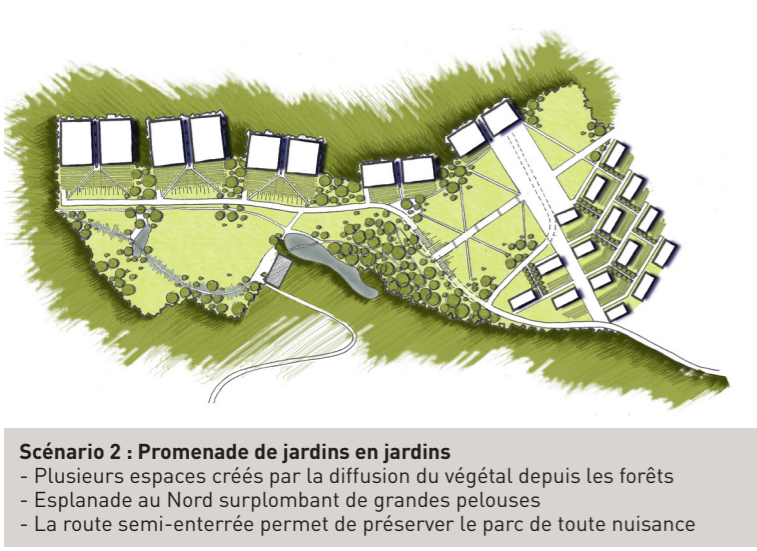 Scénario 2 : Promenade de jardins en jardins
- Plusieurs espaces créés par la diffusion du végétal depuis les forêts
- Esplanade au Nord surplombant de grandes pelouses
- La route semi-enterrée permet de préserver le parc de toute nuisance